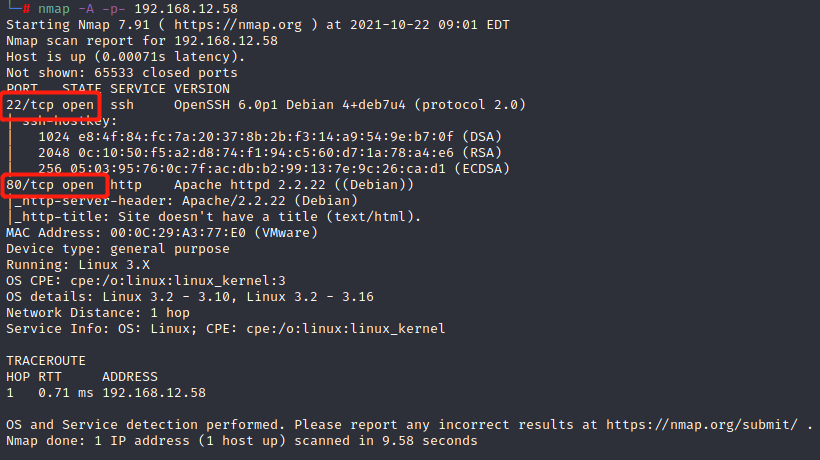 # nmap -A -p- 192.168.12.58
Starting Nmap 7.91 ( https://nmap.org ) at 2021-10-22 09:01 EDT
Nmap scan report for 192.168.12.58
Host is up (0.00071s latency).
Not shown: 65533 closed ports
PORT   STATE SERVICE VERSION
22/tcp open  ssh     OpenSSH 6.0p1 Debian 4+deb7u4 (protocol 2.0)
| ssh-hostkey:
|   1024 e8:4f:84:fc:7a:20:37:8b:2b:f3:14:a9:54:9e:b7:0f (DSA)
|   2048 0c:10:50:f5:a2:d8:74:f1:94:c5:60:d7:1a:78:a4:e6 (RSA)
|   256 05:03:95:76:0c:7f:ac:db:b2:99:13:7e:9c:26:ca:d1 (ECDSA)
80/tcp open  http    Apache httpd 2.2.22 ((Debian))
|_http-server-header: Apache/2.2.22 (Debian)
|_http-title: Site doesn't have a title (text/html).
MAC Address: 00:0C:29:A3:77:E0 (VMware)
Device type: general purpose
Running: Linux 3.X
OS CPE: cpe:/o:linux:linux_kernel:3
OS details: Linux 3.2 - 3.10, Linux 3.2 - 3.16
Network Distance: 1 hop
Service Info: OS: Linux; CPE: cpe:/o:linux:linux_kernel
TRACEROUTE
HOP RTT     ADDRESS
1   0.71 ms 192.168.12.58
OS and Service detection performed. Please report any incorrect results at https://nmap.org/submit/ .
Nmap done: 1 IP address (1 host up) scanned in 9.58 seconds